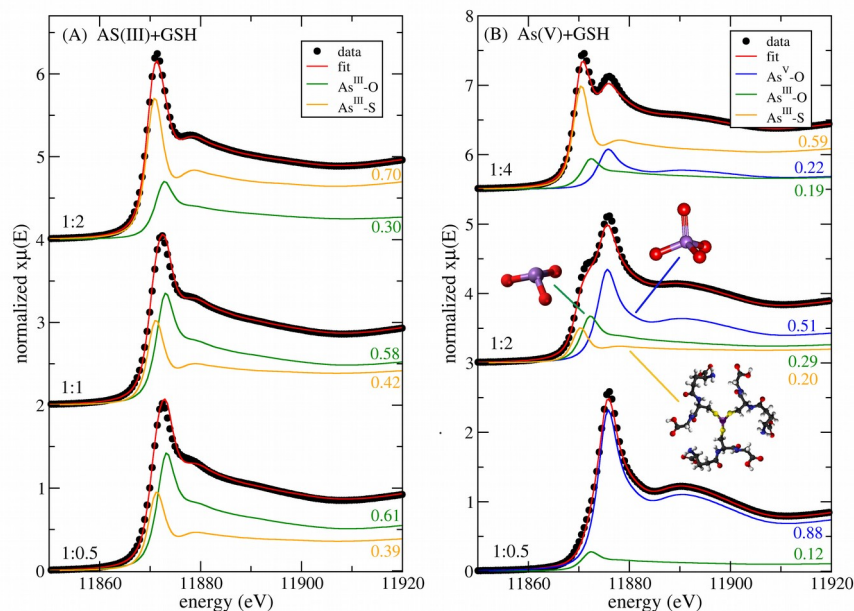 (A) AS(III)+GSH
data
fit
As^III-O
As^III-S
normalized xμ(E)
6
5
4
3
2
1
0
1:2
0.70
0.30
1:1
0.58
0.42
1:0.5
0.61
0.39
11860
11880
11900
11920
energy (eV)
(B) As(V)+GSH
data
fit
As^V-O
As^III-O
As^III-S
normalized xμ(E)
8
7
6
5
4
3
2
1
0
1:4
0.59
0.22
0.19
1:2
0.51
0.29
0.20
1:0.5
0.88
0.12
11860
11880
11900
11920
energy (eV)